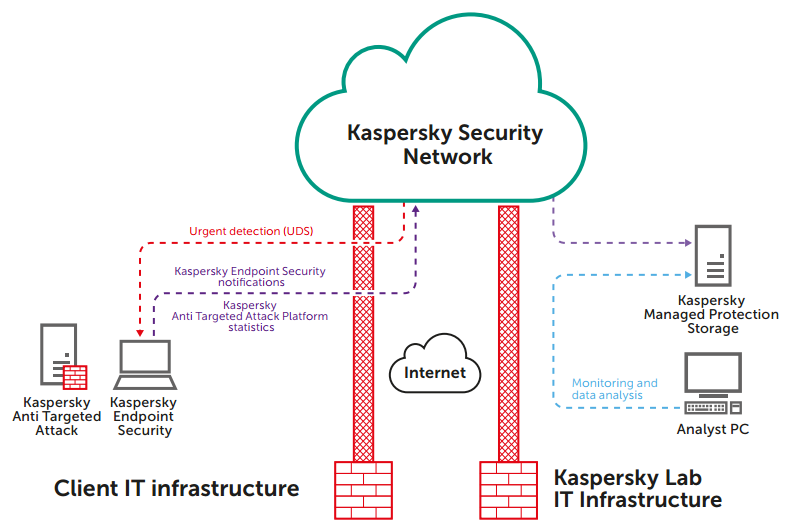 Kaspersky Security
Network
Urgent detection (UDS)
Kaspersky Endpoint Security
notifications
Kaspersky
Anti Targeted Attack Platform
statistics
Kaspersky
Anti Targeted
Attack
Kaspersky
Endpoint
Security
Internet
Kaspersky
Managed Protection
Storage
Monitoring and
data analysis
Analyst PC
Client IT infrastructure
Kaspersky Lab
IT Infrastructure